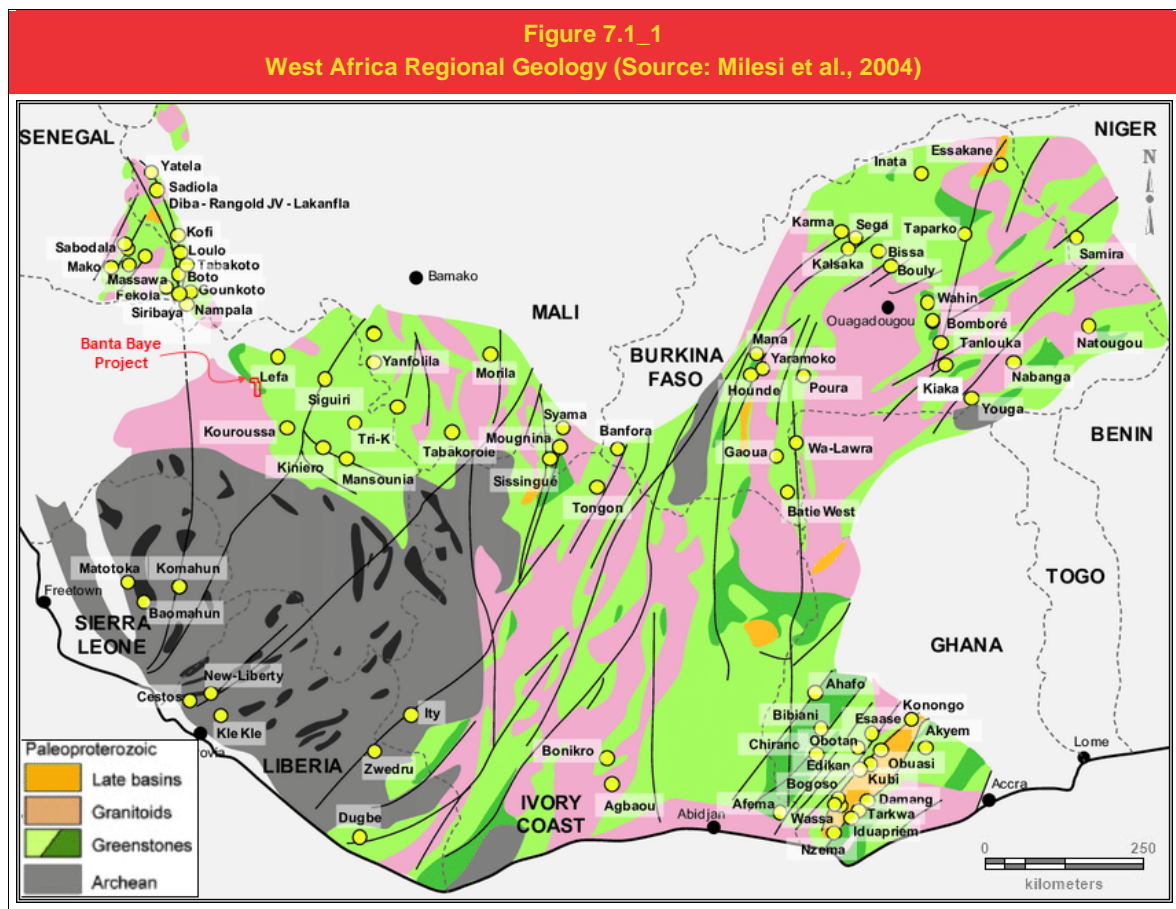 Figure 7.1_1
West Africa Regional Geology (Source: Milesi et al., 2004)
SENEGAL
NIGER
N
Essakane
Inata
Yatela
Sadiola
Diba - Rangold JV - Lakanfla
Kofi
Sabodala
Loulo
Mako
Tabakoto
Massawa
Boto
Fekola
Gounkoto
Siribaya
Nampala
Karma
Sega
Taparko
Kalsaka
Bissa
Bouly
Samira
Bamako
MALI
Wahin
Ouagadougou
Bomboré
Tanlouka
Natougou
Banta Baye
Project
Lefa
Yanfolila
Morila
Siguiri
BURKINA
FASO
Mana
Yaramoko
Hounde
Poura
Kiaka
Nabanga
Youga
BENIN
Kouroussa
Tri-K
Syama
Mougnina
Banfora
Tabakoroie
Kiniero
Mansounia
Sissingué
Tongon
Gaoua
Wa-Lawra
Batie West
Matotoka
Komahun
Freetown
Baomahun
SIERRA
LEONE
TOGO
GHANA
New-Liberty
Cestos
Kle Kle
ovia
Ity
LIBERIA
Zwedru
Dugbe
Bonikro
Agbaou
IVORY
COAST
Abidjan
Ahafo
Konongo
Bibiani
Esaase
Akyem
Chirano
Obotan
Obuasi
Edikan
Kubi
Bogoso
Damang
Afema
Wassa
Tarkwa
Iduapriem
Nzema
Lome
Accra
Paleoproterozoic
Late basins
Granitoids
Greenstones
Archean
0 250
kilometers